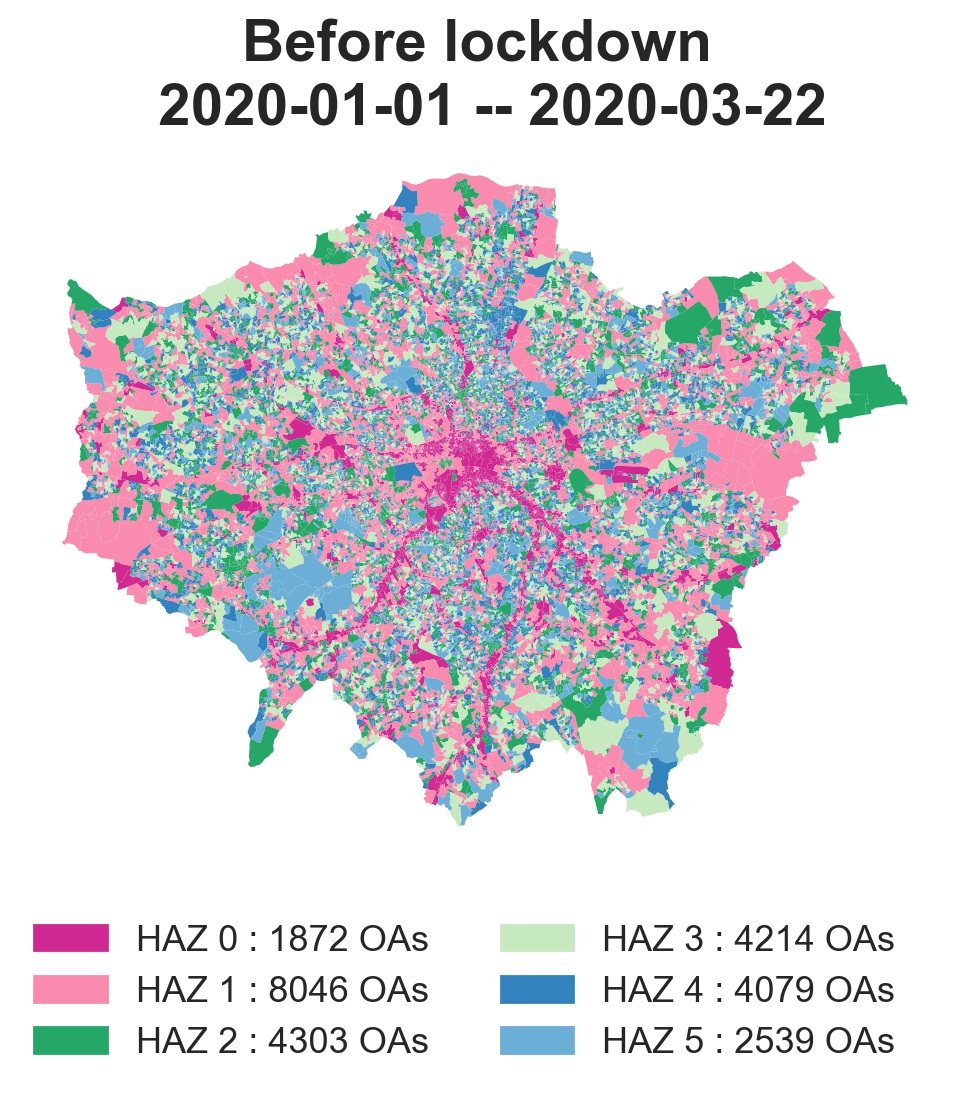 Before lockdown
2020-01-01 -- 2020-03-22
HAZ 0 : 1872 OAs
HAZ 1 : 8046 OAs
HAZ 2 : 4303 OAs
HAZ 3 : 4214 OAs
HAZ 4 : 4079 OAs
HAZ 5 : 2539 OAs